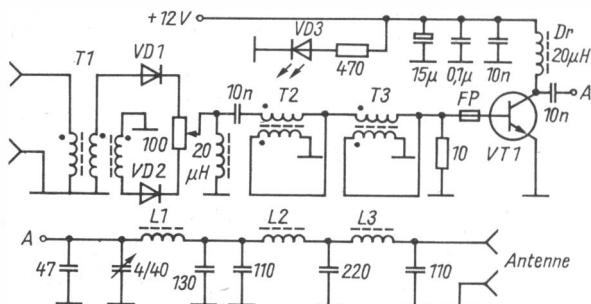 +12V
VD3
470
15µ
0,1µ
10n
Dr
20µH
T1
VD1
10n
T2
T3
FP
10n
A
100
20
µH
VD2
10
VT1
A
L1
L2
L3
47
4/40
130
110
220
110
Antenne